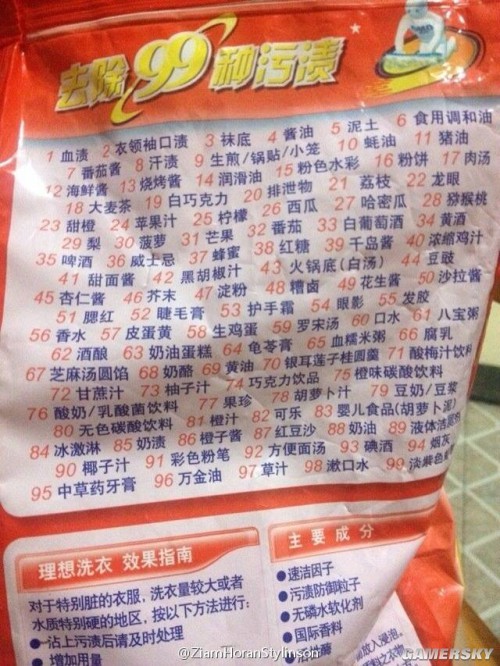 去除99种污渍
1 血渍 2 衣领袖口渍 3 袜底 4 酱油 5 泥土 6 食用调和油
7 番茄酱 8 汗渍 9 生煎/锅贴/小笼 10 蚝油 11 猪油
12 海鲜酱 13 烧烤酱 14 润滑油 15 粉色水彩 16 粉饼 17 肉汤
18 大麦茶 19 白巧克力 20 排泄物 21 荔枝 22 龙眼
23 甜橙 24 苹果汁 25 柠檬 26 西瓜 27 哈密瓜 28 猕猴桃
29 梨 30 菠萝 31 芒果 32 番茄 33 白葡萄酒 34 黄酒
35 啤酒 36 威士忌 37 蜂蜜 38 红糖 39 千岛酱 40 浓缩鸡汁
41 甜面酱 42 黑胡椒汁 43 火锅底(白汤) 44 豆豉
45 杏仁酱 46 芥末 47 淀粉 48 糟卤 49 花生酱 50 沙拉酱
51 腮红 52 睫毛膏 53 护手霜 54 眼影 55 发胶
56 香水 57 皮蛋黄 58 生鸡蛋 59 罗宋汤 60 口水 61 八宝粥
62 酒酿 63 奶油蛋糕 64 龟苓膏 65 血糯米粥 66 腐乳
67 芝麻汤圆馅 68 奶酪 69 黄油 70 银耳莲子桂圆羹 71 酸梅汁饮料
72 甘蔗汁 73 柚子汁 74 巧克力饮品 75 橙味碳酸饮料
76 酸奶/乳酸菌饮料 77 果珍 78 胡萝卜汁 79 豆奶/豆浆
80 无色碳酸饮料 81 橙汁 82 可乐 83 婴儿食品(胡萝卜泥)
84 冰激淋 85 奶渍 86 橙子酱 87 红豆沙 88 奶油 89 液体洁
90 椰子汁 91 彩色粉笔 92 方便面汤 93 碘酒 94 烟灰
95 中草药牙膏 96 万金油 97 草汁 98 漱口水 99 淡紫色
理想洗衣 效果指南
对于特别脏的衣服，洗衣量较大或者
水质特别硬的地区，按以下方法进行：
●沾上污渍后请及时处理
●增加用量
主要成分
●速洁因子
●污渍防御粒子
●无磷水软化剂
●国际香料
放入浸泡
@ZiamHoranStylinson
GAMERSKY